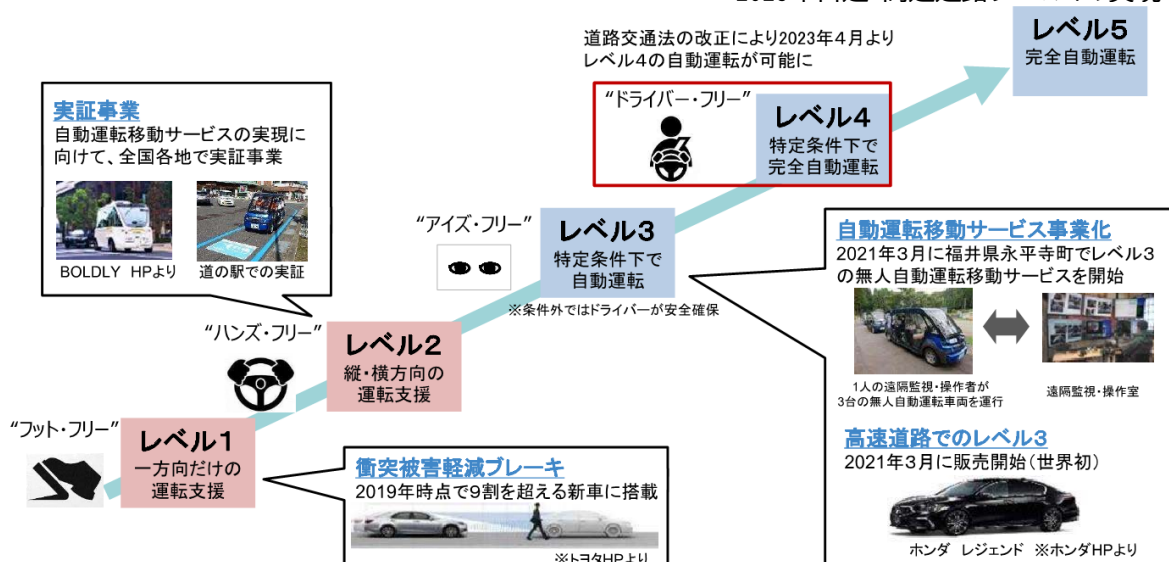 レベル5
完全自動運転
道路交通法の改正により2023年4月より
レベル4の自動運転が可能に
“ドライバー・フリー”
レベル4
特定条件下で
完全自動運転
実証事業
自動運転移動サービスの実現に
向けて、全国各地で実証事業
BOLDLY HPより
道の駅での実証
“アイズ・フリー”
レベル3
特定条件下で
自動運転
※条件外ではドライバーが安全確保
自動運転移動サービス事業化
2021年3月に福井県永平寺町でレベル3
の無人自動運転移動サービスを開始
1人の遠隔監視・操作者が
3台の無人自動運転車両を運行
遠隔監視・操作室
“ハンズ・フリー”
レベル2
縦・横方向の
運転支援
高速道路でのレベル3
2021年3月に販売開始(世界初)
ホンダ レジェンド ※ホンダHPより
“フット・フリー”
レベル1
一方向だけの
運転支援
衝突被害軽減ブレーキ
2019年時点で9割を超える新車に搭載
※トヨタHPより